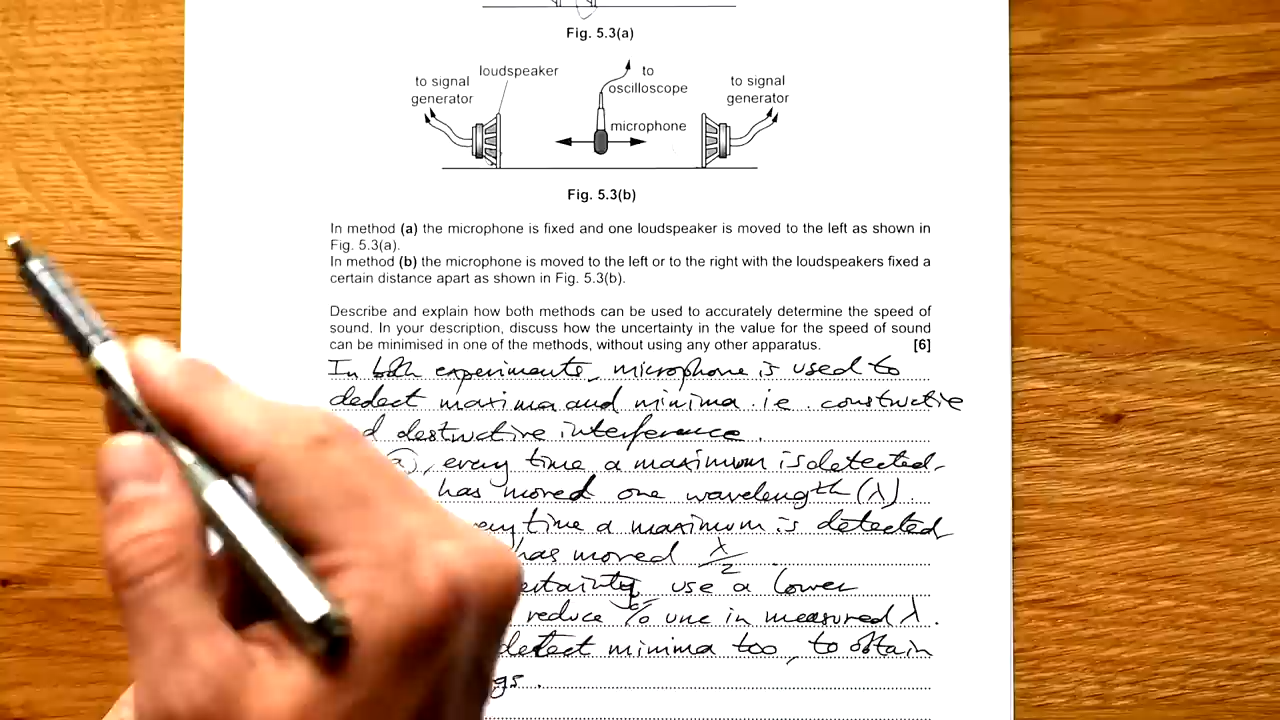 Fig. 5.3(a)
to signal
generator
loudspeaker
to
oscilloscope
microphone
to signal
generator
Fig. 5.3(b)
In method (a) the microphone is fixed and one loudspeaker is moved to the left as shown in
Fig. 5.3(a).
In method (b) the microphone is moved to the left or to the right with the loudspeakers fixed a
certain distance apart as shown in Fig. 5.3(b).
Describe and explain how both methods can be used to accurately determine the speed of
sound. In your description, discuss how the uncertainty in the value for the speed of sound
can be minimised in one of the methods, without using any other apparatus. [6]
In both experiments, microphone is used to
detect maxima and minima i.e. constructive
destructive interference.
(a), every time a maximum is detected,
has moved one wavelength (λ).
time a maximum is detected
has moved λ/2.
use a lower
reduce % unc in measured λ.
detect minima too, to obtain